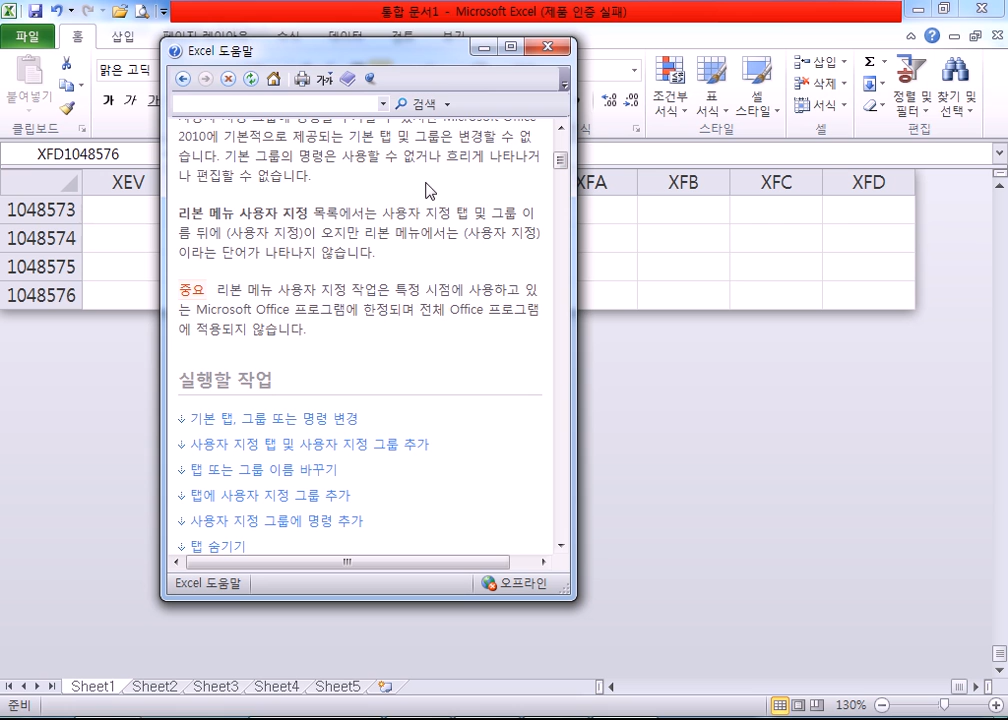 통합 문서1 - Microsoft Excel (제품 인증 실패)
파일 홈 삽입
Excel 도움말
붙여넣기
맑은 고딕
가 가
조건부 서식
표 스타일
셀 스타일
삽입
삭제
서식
정렬 및 필터
찾기 및 선택
클립보드
스타일
셀
편집
검색
XFD1048576
XEV XFA XFB XFC XFD
1048573
1048574
1048575
1048576
2010에 기본적으로 제공되는 기본 탭 및 그룹은 변경할 수 없
습니다. 기본 그룹의 명령은 사용할 수 없거나 흐리게 나타나거
나 편집할 수 없습니다.
리본 메뉴 사용자 지정 목록에서는 사용자 지정 탭 및 그룹 이
름 뒤에 (사용자 지정)이 오지만 리본 메뉴에서는 (사용자 지정)
이라는 단어가 나타나지 않습니다.
중요 리본 메뉴 사용자 지정 작업은 특정 시점에 사용하고 있
는 Microsoft Office 프로그램에 한정되며 전체 Office 프로그램
에 적용되지 않습니다.
실행할 작업
기본 탭, 그룹 또는 명령 변경
사용자 지정 탭 및 사용자 지정 그룹 추가
탭 또는 그룹 이름 바꾸기
탭에 사용자 지정 그룹 추가
사용자 지정 그룹에 명령 추가
탭 숨기기
Excel 도움말
오프라인
Sheet1 Sheet2 Sheet3 Sheet4 Sheet5
준비
130%